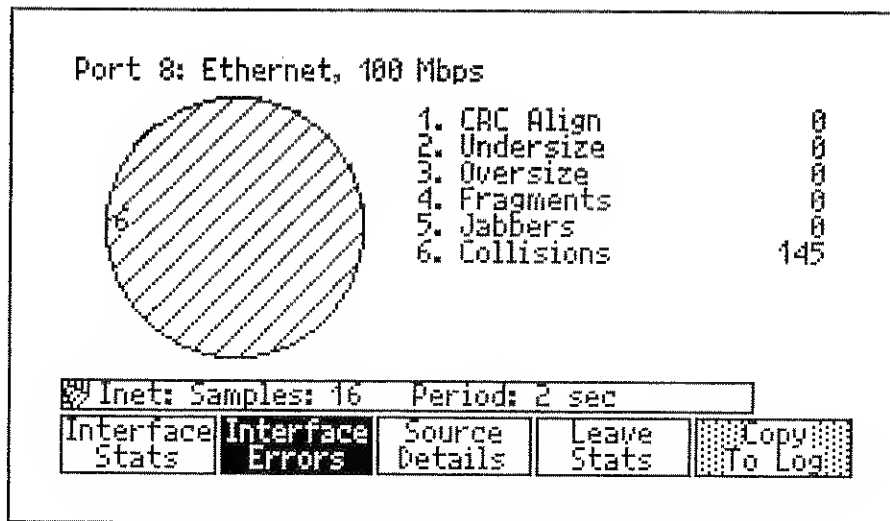 Port 8: Ethernet, 100 Mbps
1. CRC Align 0
2. Undersize 0
3. Oversize 0
4. Fragments 0
5. Jabbers 0
6. Collisions 145
6
Inet: Samples: 16 Period: 2 sec
Interface Stats
Interface Errors
Source Details
Leave Stats
Copy To Log